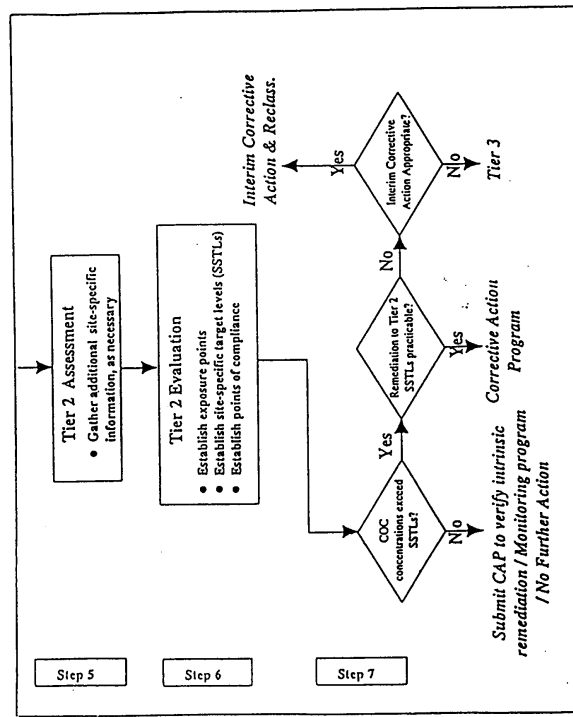 Step 5
Tier 2 Assessment
● Gather additional site-specific
information, as necessary
Step 6
Tier 2 Evaluation
● Establish exposure points
● Establish site-specific target levels (SSTLs)
● Establish points of compliance
Step 7
COC
concentrations exceed
SSTLs?
Yes
No
Submit CAP to verify intrinsic
remediation / Monitoring program
/ No Further Action
Remediation to Tier 2
SSTLs practicable?
No
Yes
Corrective Action
Program
Interim Corrective
Action Appropriate?
Yes
Interim Corrective
Action & Reclass.
No
Tier 3